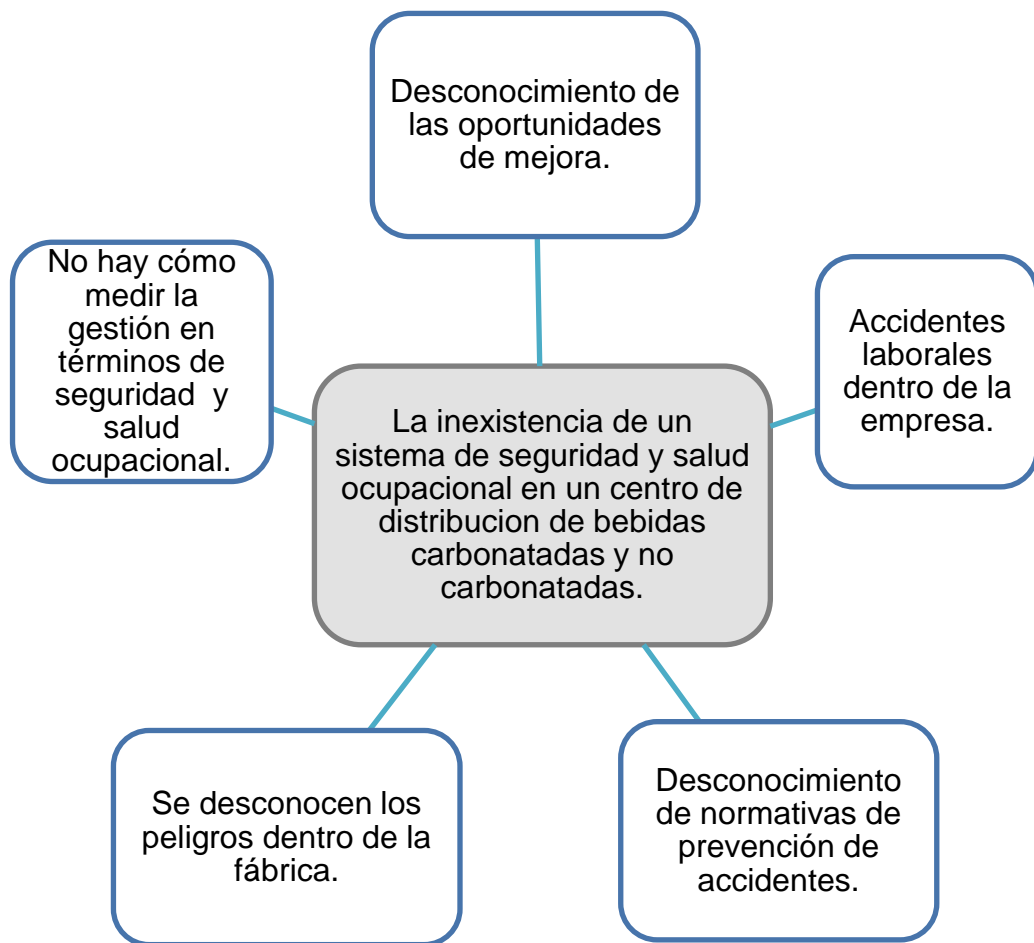 Desconocimiento de
las oportunidades
de mejora.
No hay cómo
medir la
gestión en
términos de
seguridad y
salud
ocupacional.
Accidentes
laborales
dentro de la
empresa.
La inexistencia de un
sistema de seguridad y salud
ocupacional en un centro de
distribucion de bebidas
carbonatadas y no
carbonatadas.
Se desconocen los
peligros dentro de la
fábrica.
Desconocimiento
de normativas de
prevención de
accidentes.